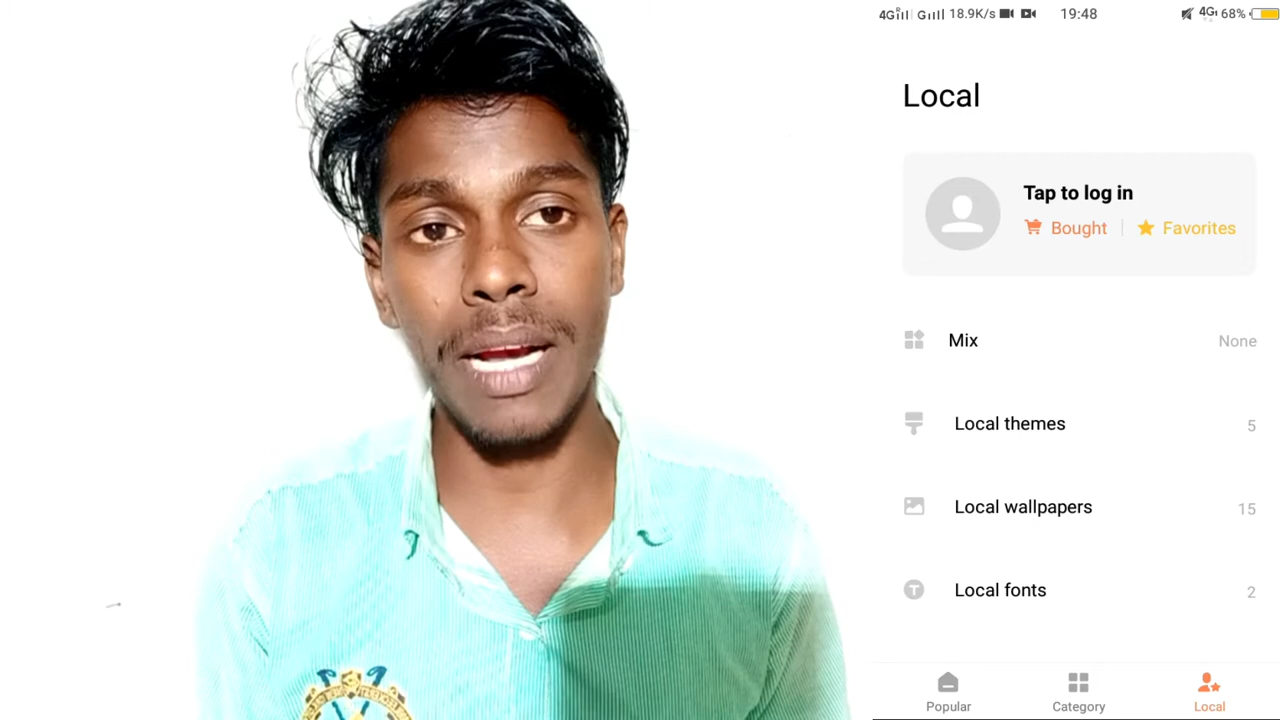 4G R G 18.9K/s 19:48 4G 68%
Local
Tap to log in
Bought Favorites
Mix None
Local themes 5
Local wallpapers 15
Local fonts 2
Popular Category Local